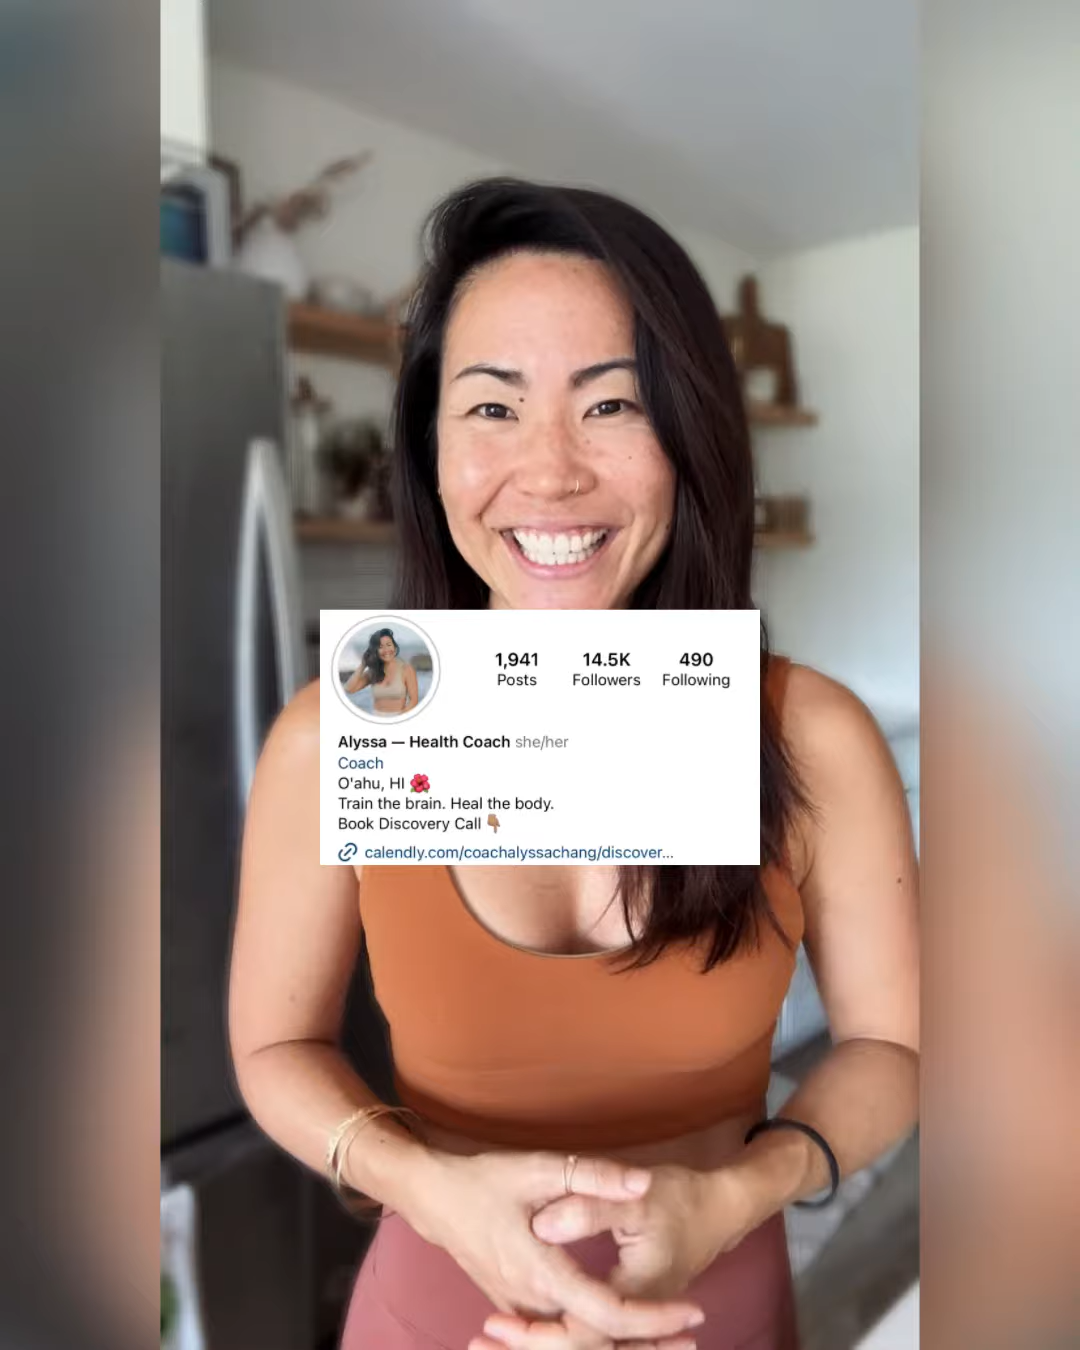 1,941 14.5K 490
Posts Followers Following
Alyssa — Health Coach she/her
Coach
O'ahu, HI 🌺
Train the brain. Heal the body.
Book Discovery Call 👇🏽
calendly.com/coachalyssachang/discover...